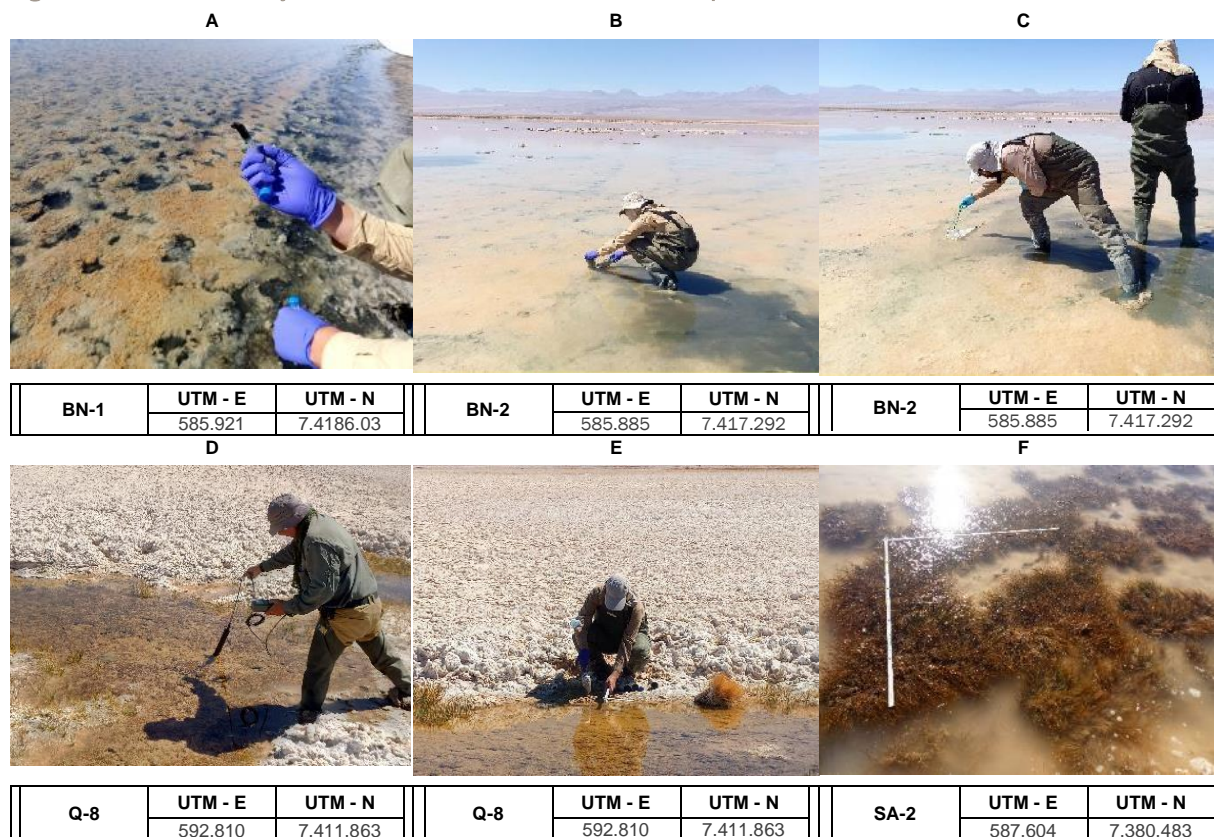 A B C
BN-1 UTM - E UTM - N BN-2 UTM - E UTM - N BN-2 UTM - E UTM - N
585.921 7.4186.03 585.885 7.417.292 585.885 7.417.292
D E F
Q-8 UTM - E UTM - N Q-8 UTM - E UTM - N SA-2 UTM - E UTM - N
592.810 7.411.863 592.810 7.411.863 587.604 7.380.483